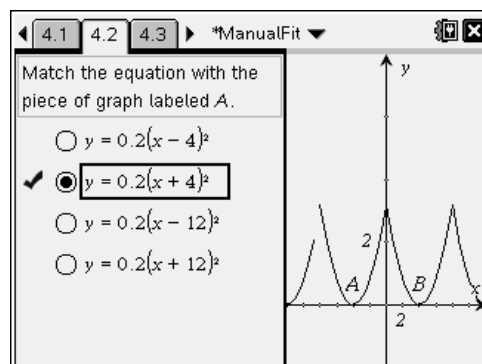 4.1 4.2 4.3 *ManualFit
Match the equation with the
piece of graph labeled A.
y = 0.2(x – 4)²
y = 0.2(x + 4)²
y = 0.2(x – 12)²
y = 0.2(x + 12)²
y
2
A B x
2